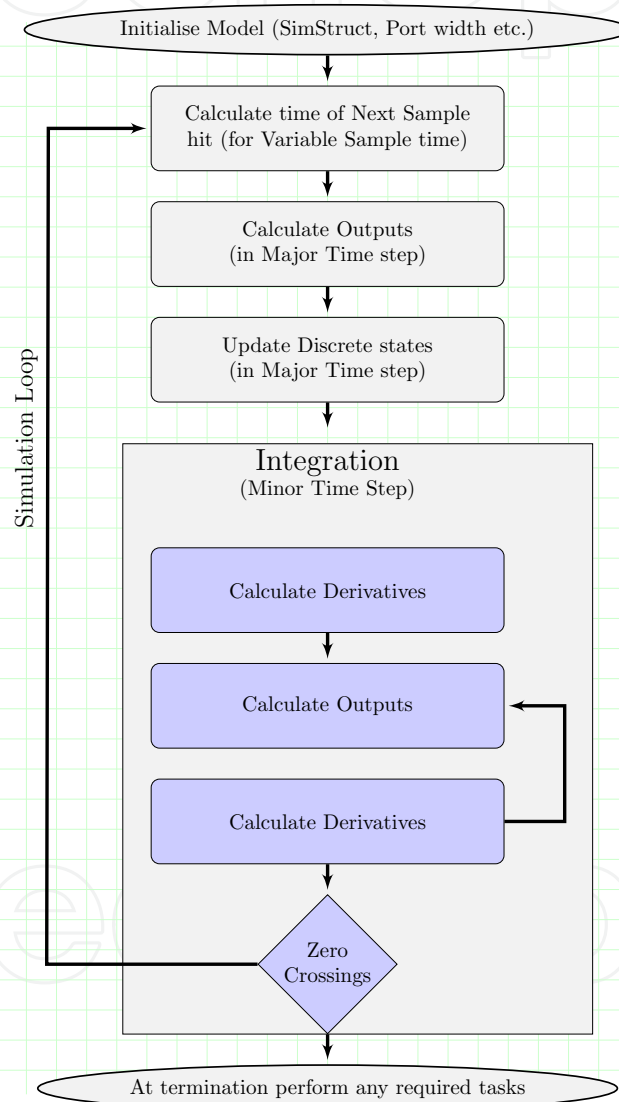 Initialise Model (SimStruct, Port width etc.)
Calculate time of Next Sample
hit (for Variable Sample time)
Calculate Outputs
(in Major Time step)
Update Discrete states
(in Major Time step)
Simulation Loop
Integration
(Minor Time Step)
Calculate Derivatives
Calculate Outputs
Calculate Derivatives
Zero
Crossings
At termination perform any required tasks